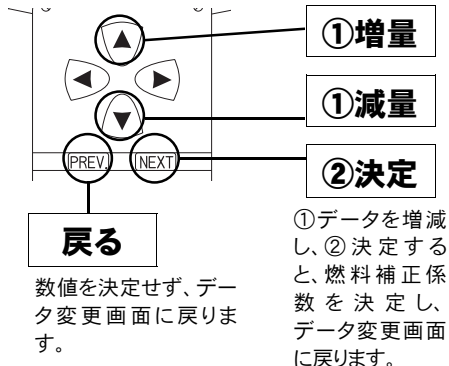 ①増量
▲
◀ ▶
①減量
▼
PREV. NEXT
②決定
戻る
数値を決定せず、デー
タ変更画面に戻りま
す。
①データを増減
し、②決定する
と、燃料補正係
数を決定し、
データ変更画面
に戻ります。